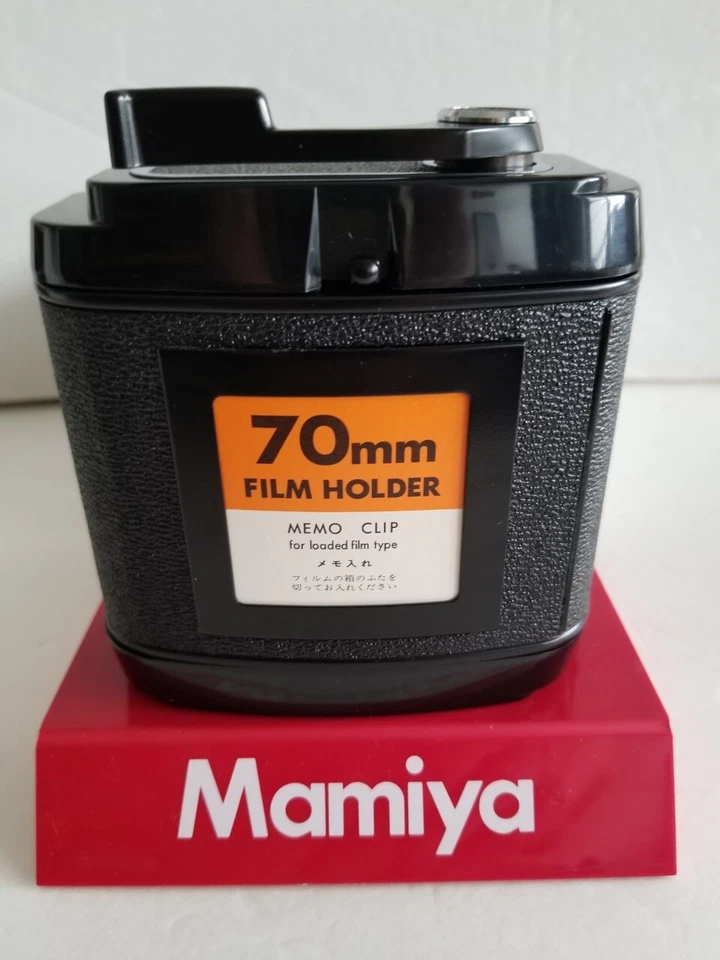 70mm
FILM HOLDER
MEMO CLIP
for loaded film type
メモ入れ
フィルムの箱のふたを
切ってお入れください
Mamiya